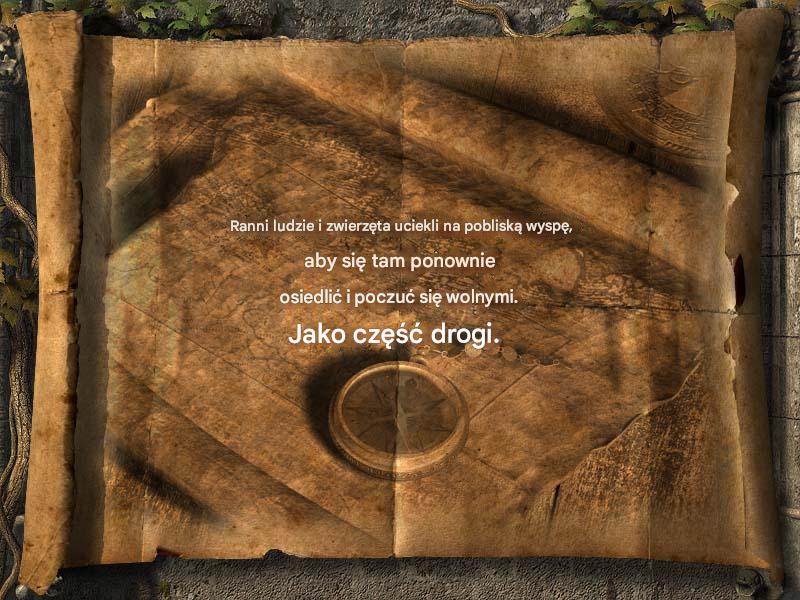 Ranni ludzie i zwierzęta uciekli na pobliską wyspę,
aby się tam ponownie
osiedlić i poczuć się wolnymi.
Jako część drogi.